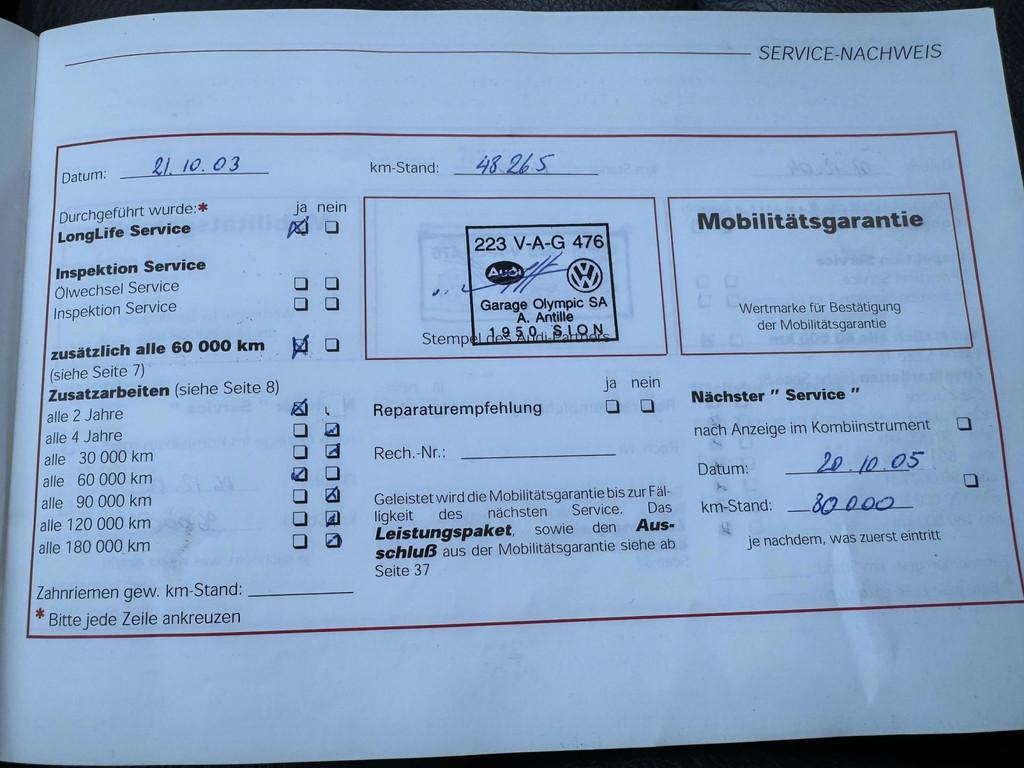 SERVICE-NACHWEIS
Datum: 21.10.03 km-Stand: 48265
Durchgeführt wurde:* ja nein
LongLife Service
Inspektion Service
Ölwechsel Service
Inspektion Service
zusätzlich alle 60 000 km
(siehe Seite 7)
Zusatzarbeiten (siehe Seite 8)
alle 2 Jahre
alle 4 Jahre
alle 30 000 km
alle 60 000 km
alle 90 000 km
alle 120 000 km
alle 180 000 km
Zahnriemen gew. km-Stand:
* Bitte jede Zeile ankreuzen
223 V-A-G 476
Audi
Garage Olympic SA
A. Antille
1950 SION
Stempel des Audi-Partners
ja nein
Reparaturempfehlung
Rech.-Nr.:
Geleistet wird die Mobilitätsgarantie bis zur Fäl-
ligkeit des nächsten Service. Das
Leistungspaket, sowie den Aus-
schluß aus der Mobilitätsgarantie siehe ab
Seite 37
Mobilitätsgarantie
Wertmarke für Bestätigung
der Mobilitätsgarantie
Nächster " Service "
nach Anzeige im Kombiinstrument
Datum: 20.10.05
km-Stand: 80000
je nachdem, was zuerst eintritt